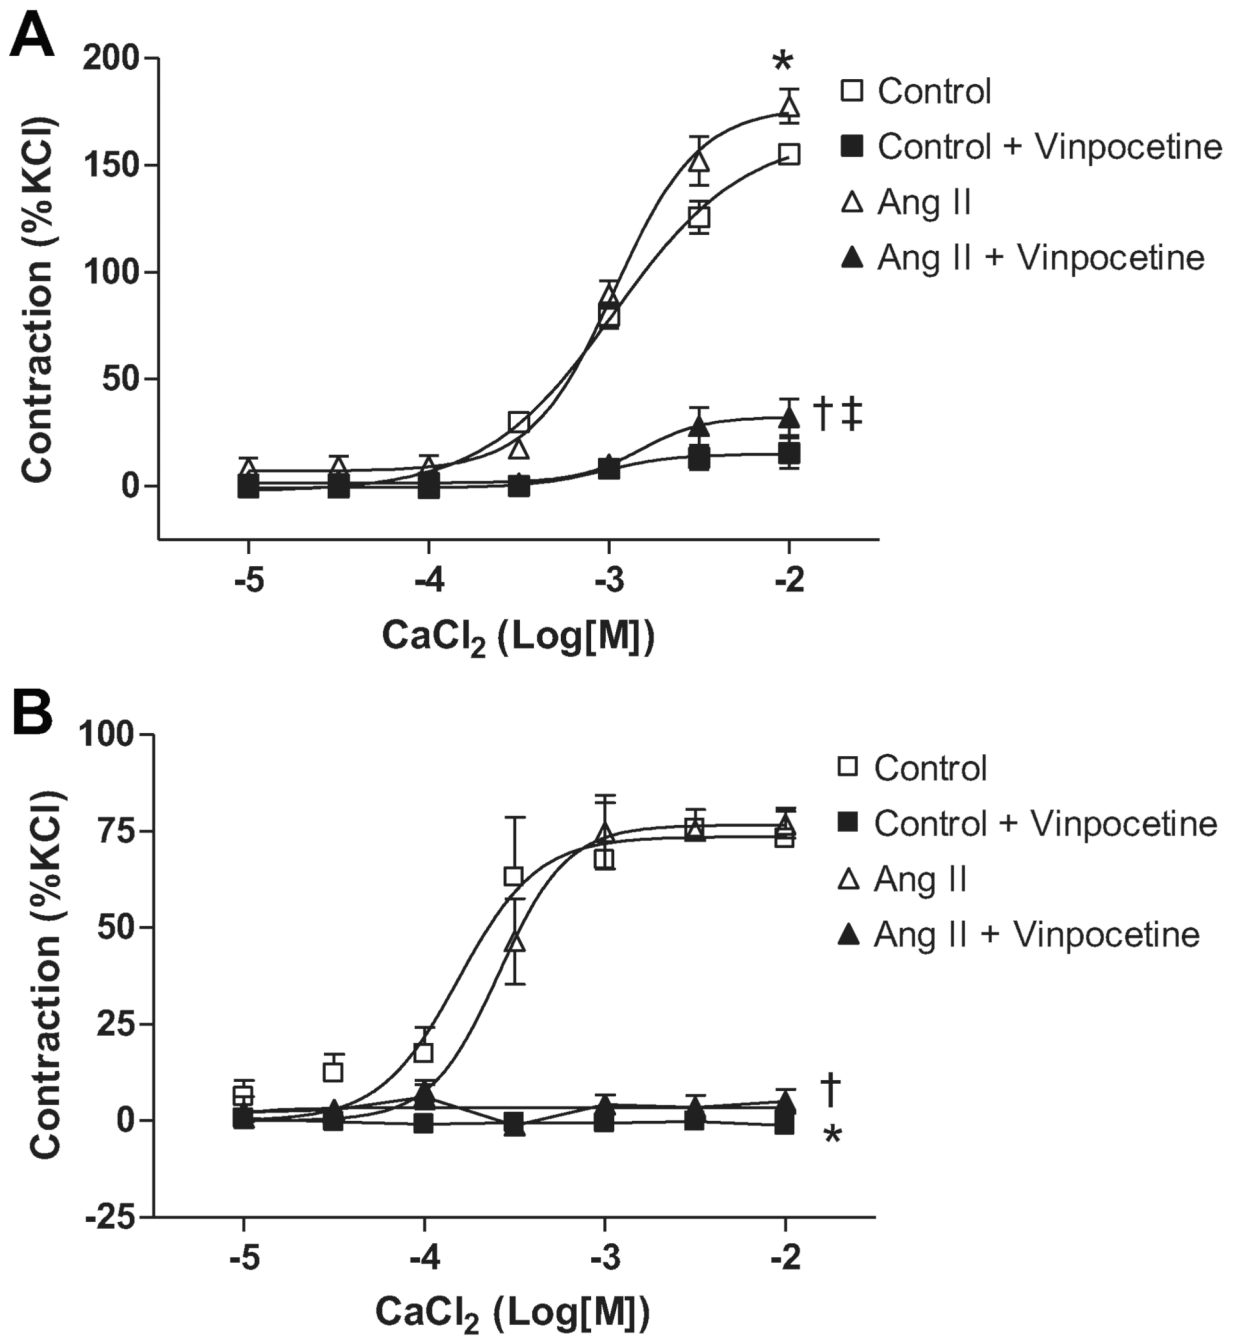 A
200
150
100
50
0
Contraction (%KCl)
-5 -4 -3 -2
CaCl₂ (Log[M])
*
†‡
Control
Control + Vinpocetine
Ang II
Ang II + Vinpocetine
B
100
75
50
25
0
-25
Contraction (%KCl)
-5 -4 -3 -2
CaCl₂ (Log[M])
†
*
Control
Control + Vinpocetine
Ang II
Ang II + Vinpocetine